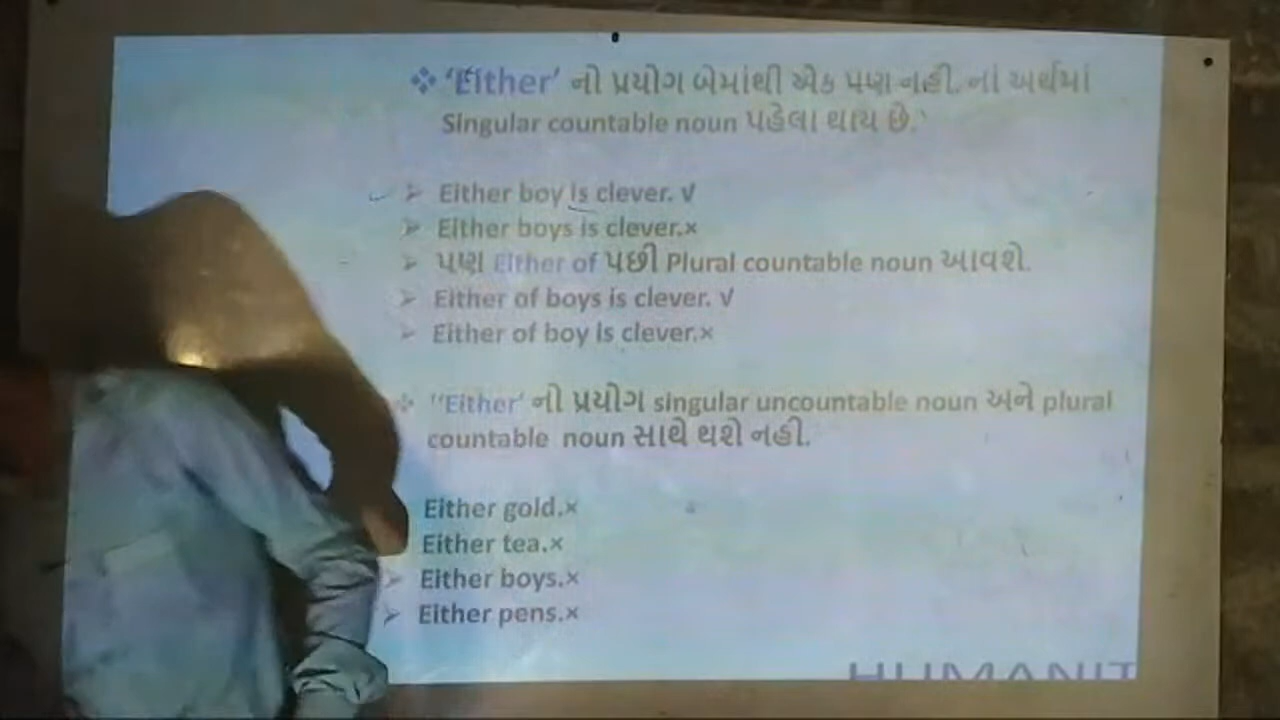 ❖ 'Either' નો પ્રયોગ બેમાંથી એક પણ નહી. નાં અર્થમાં
Singular countable noun પહેલા થાય છે.`
➢ Either boy is clever. √
➢ Either boys is clever.×
➢ પણ Either of પછી Plural countable noun આવશે.
➢ Either of boys is clever. √
➢ Either of boy is clever.×
❖ ''Either' નો પ્રયોગ singular uncountable noun અને plural
countable noun સાથે થશે નહી.
Either gold.×
Either tea.×
➢ Either boys.×
➢ Either pens.×
HUMANIT